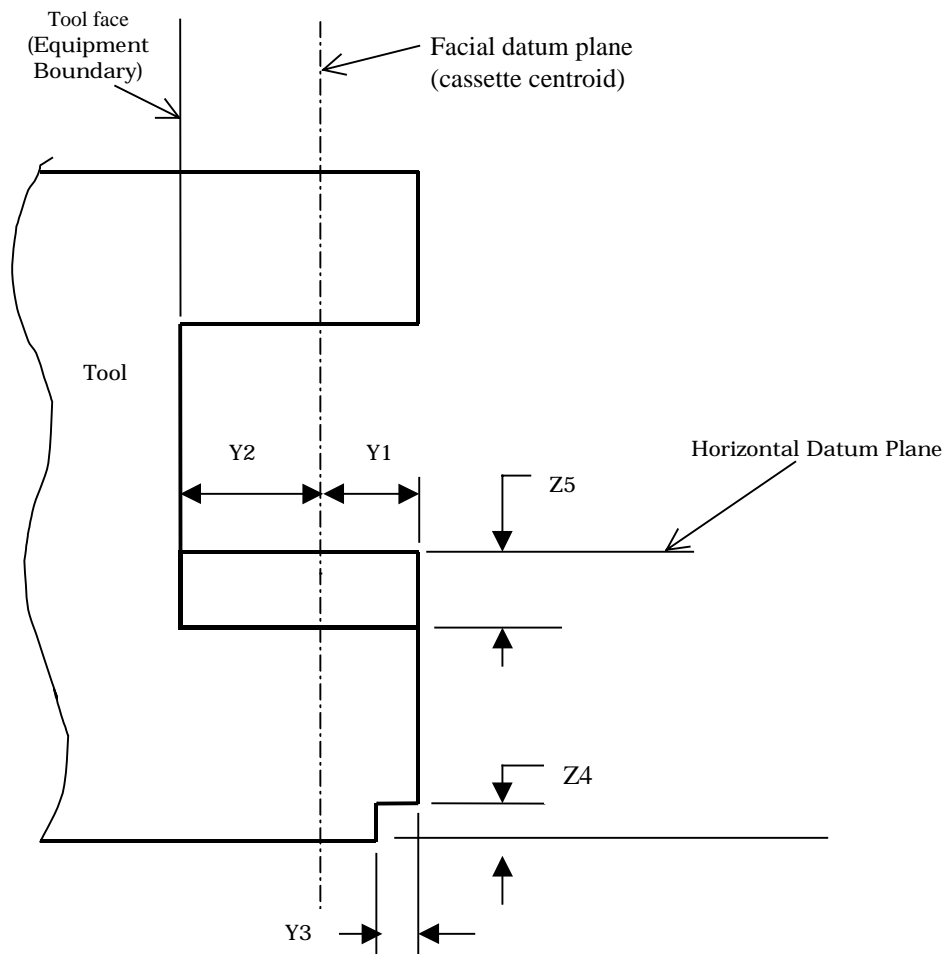 Tool face
(Equipment
Boundary)
Facial datum plane
(cassette centroid)
Tool
Y2
Y1
Horizontal Datum Plane
Z5
Z4
Y3